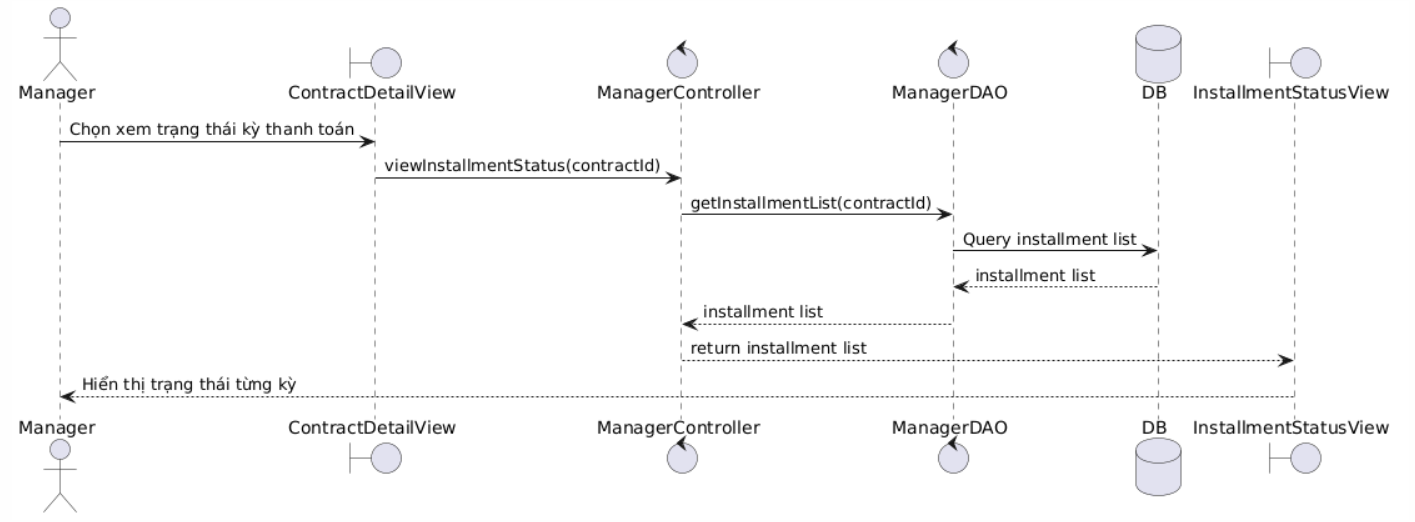 Manager
ContractDetailView
ManagerController
ManagerDAO
DB
InstallmentStatusView
Chọn xem trạng thái kỳ thanh toán
viewInstallmentStatus(contractId)
getInstallmentList(contractId)
Query installment list
installment list
installment list
return installment list
Hiển thị trạng thái từng kỳ
Manager
ContractDetailView
ManagerController
ManagerDAO
DB
InstallmentStatusView